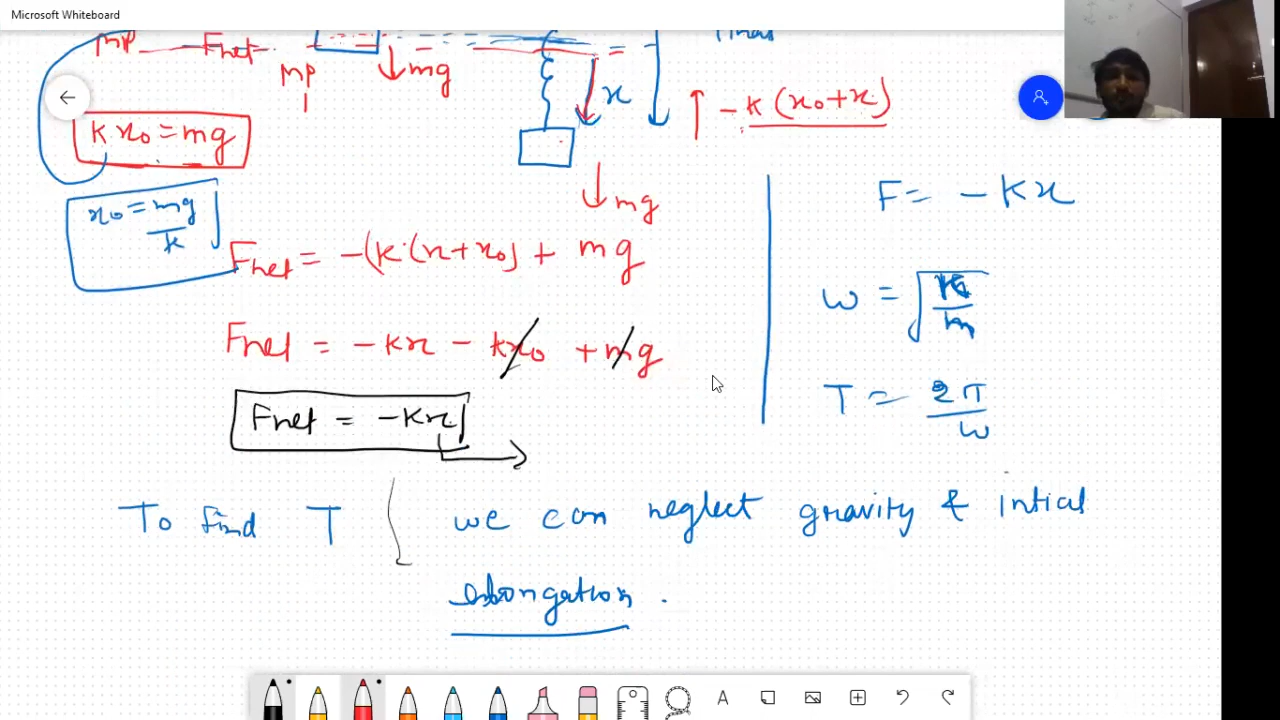 Microsoft Whiteboard
MP Fnet
MP
mg
x
-k(x0+x)
kx0=mg
mg
x0=mg/k
F= -kx
Fnet = -(k.(x+x0) + mg
ω = √k/m
Fnet = -kx - kx0 + mg
T = 2π/ω
Fnet = -kx
To find T we can neglect gravity & intial
elongation.
A